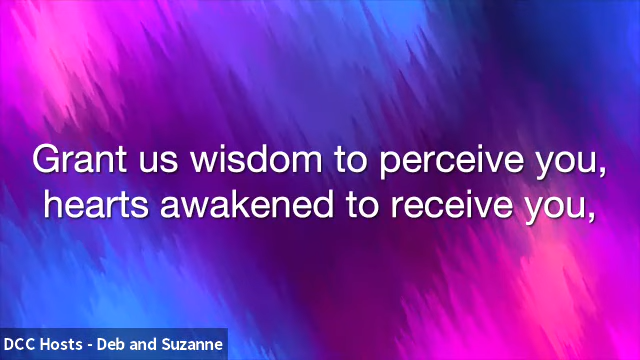 Grant us wisdom to perceive you,
hearts awakened to receive you,
DCC Hosts - Deb and Suzanne